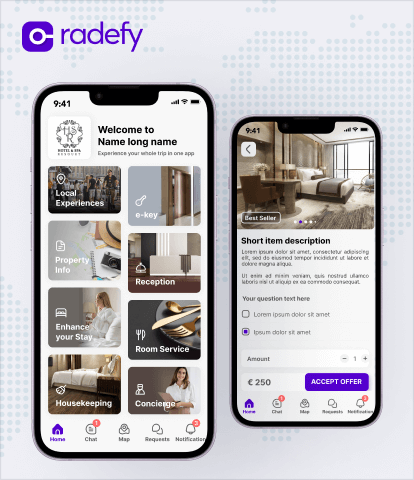 radefy
9:41
HOTEL & SPA
RESORT
Welcome to
Name long name
Experience your whole trip in one app
Local
Experiences
e-key
Property
Info
Reception
Enhance
your Stay
Room Service
Housekeeping
Concierge
Home
Chat
Map
Requests
Notification
9:41
Best Seller
Short item description
Lorem ipsum dolor sit amet, consectetur adipiscing
elit, sed do eiusmod tempor incididunt ut labore et
dolore magna aliqua.
Ut enim ad minim veniam, quis nostrud ullamco
laboris nisi ut aliquip ex ea commodo consequat.
Your question text here
Lorem ipsum dolor sit amet
Ipsum dolor sit amet
Amount
− 1 +
€ 250
ACCEPT OFFER
Home
Chat
Map
Requests
Notification